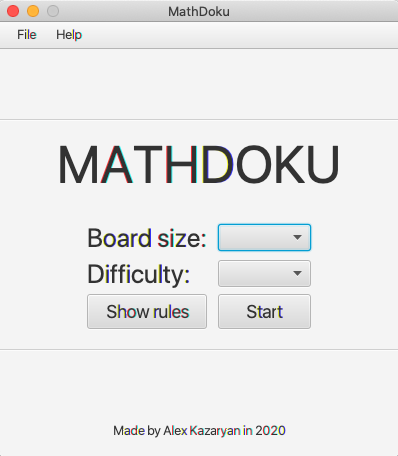 MathDoku
File Help
MATHDOKU
Board size:
Difficulty:
Show rules Start
Made by Alex Kazaryan in 2020